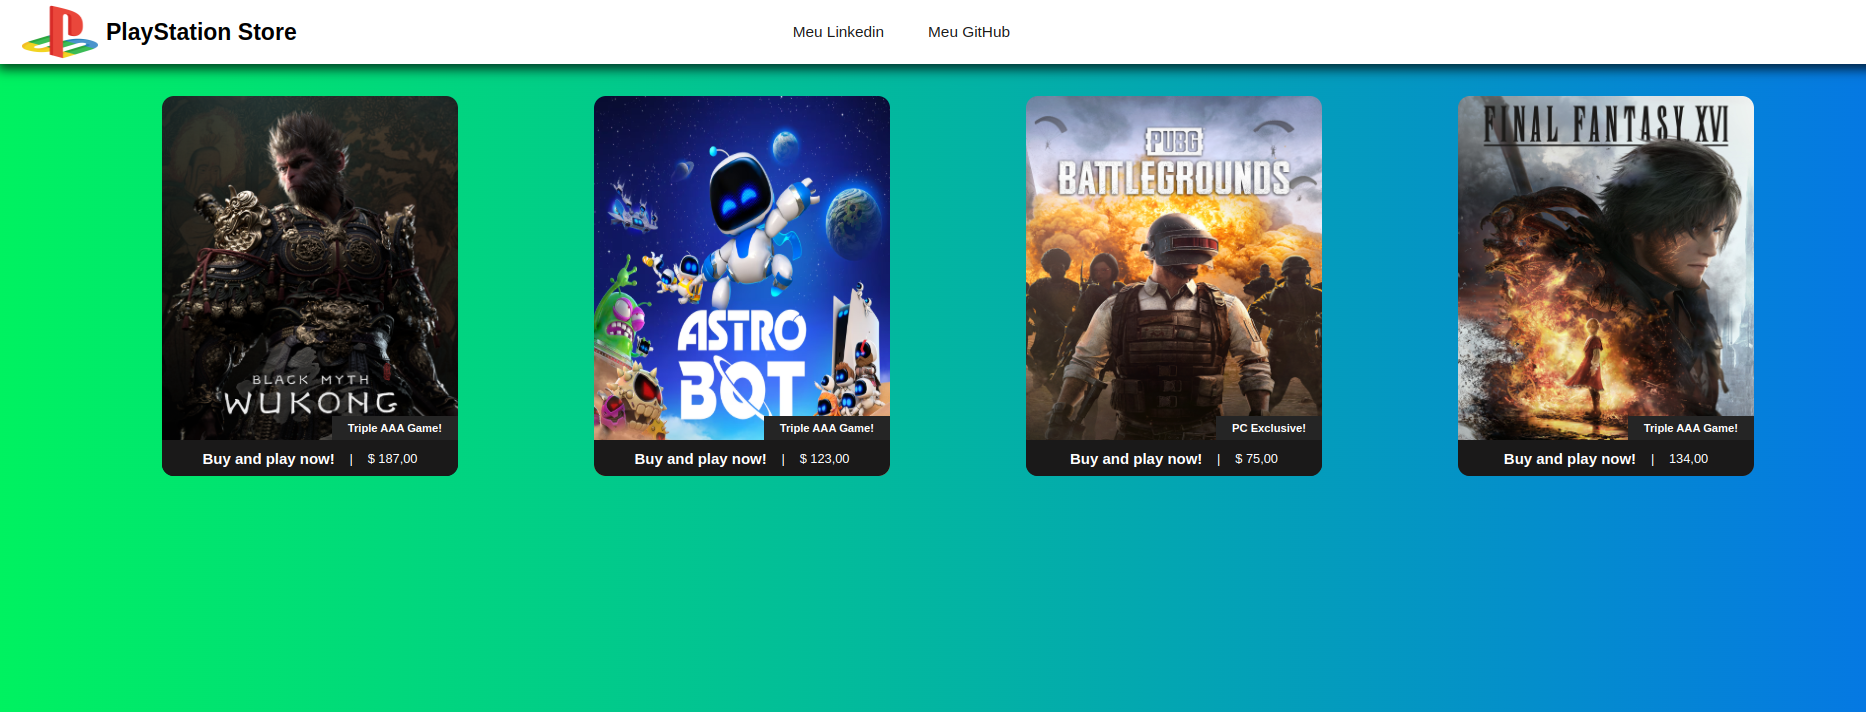 PlayStation Store
Meu Linkedin
Meu GitHub
BLACK MYTH
WUKONG
Triple AAA Game!
Buy and play now! | $ 187,00
ASTRO
BOT
Triple AAA Game!
Buy and play now! | $ 123,00
PUBG
BATTLEGROUNDS
PC Exclusive!
Buy and play now! | $ 75,00
FINAL FANTASY XVI
Triple AAA Game!
Buy and play now! | 134,00